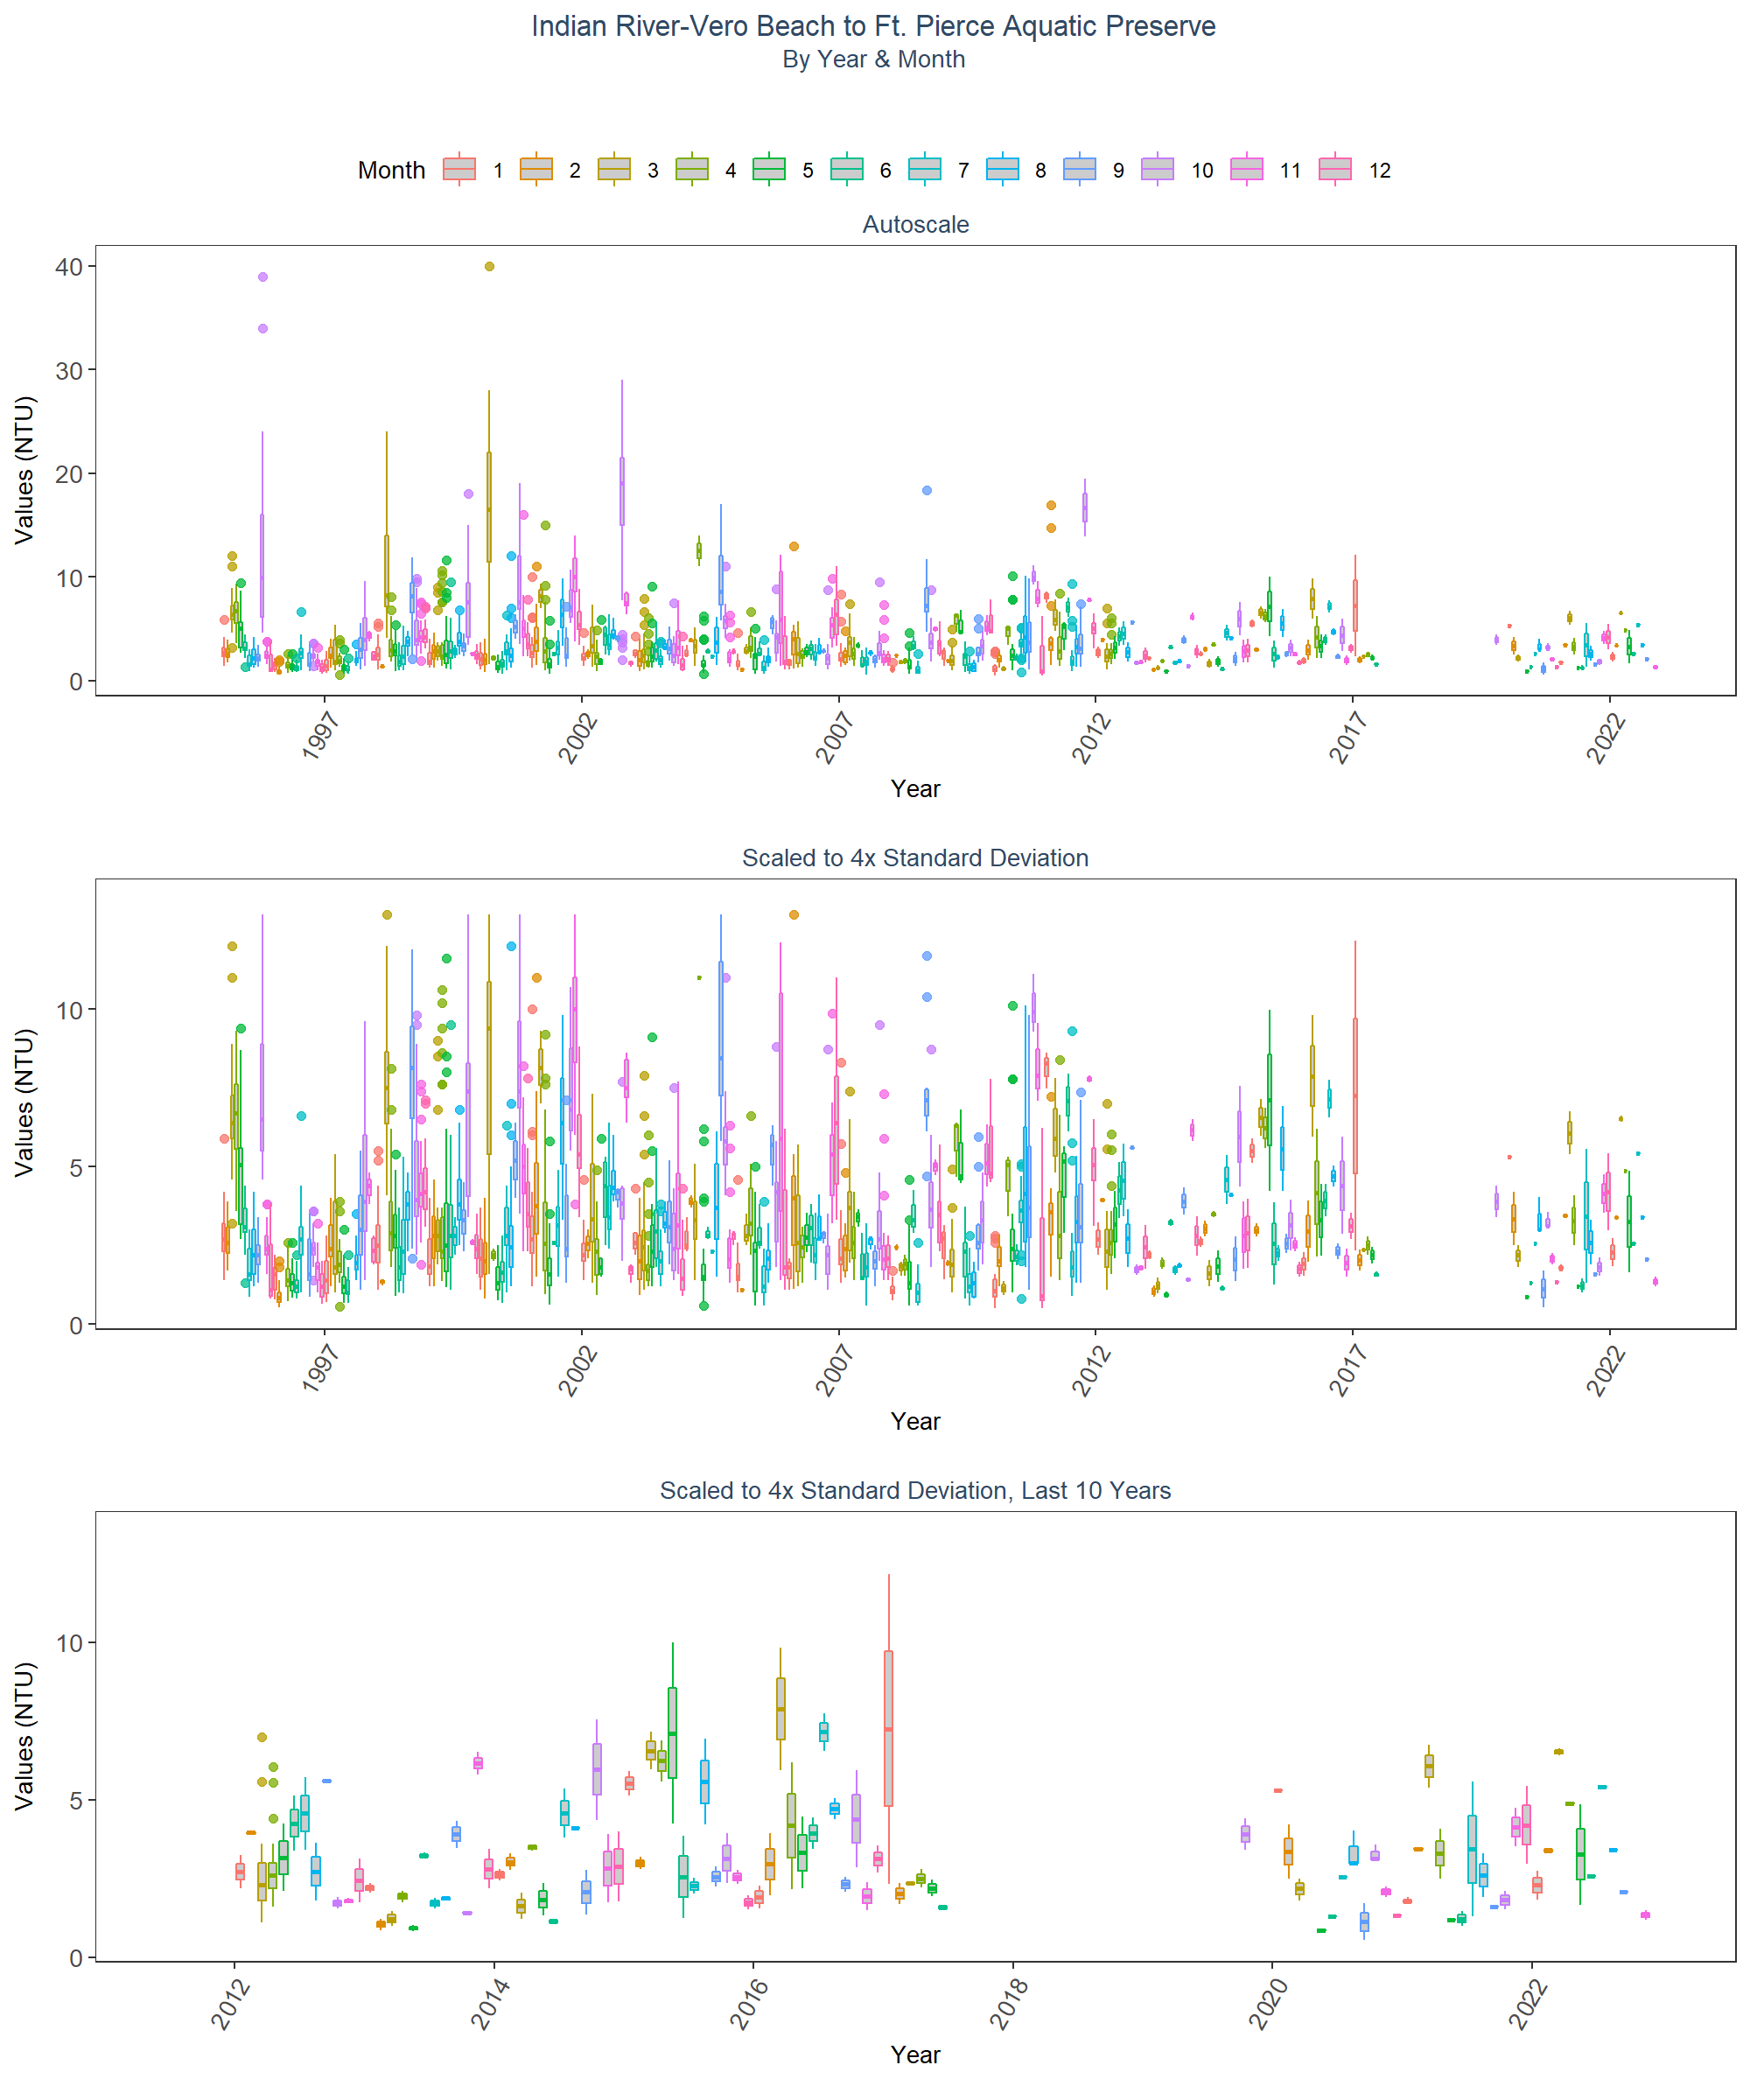 Indian River-Vero Beach to Ft. Pierce Aquatic Preserve
By Year & Month
Month 1 2 3 4 5 6 7 8 9 10 11 12
Autoscale
Values (NTU)
40
30
20
10
0
1997 2002 2007 2012 2017 2022
Year
Scaled to 4x Standard Deviation
Values (NTU)
10
5
0
1997 2002 2007 2012 2017 2022
Year
Scaled to 4x Standard Deviation, Last 10 Years
Values (NTU)
10
5
0
2012 2014 2016 2018 2020 2022
Year